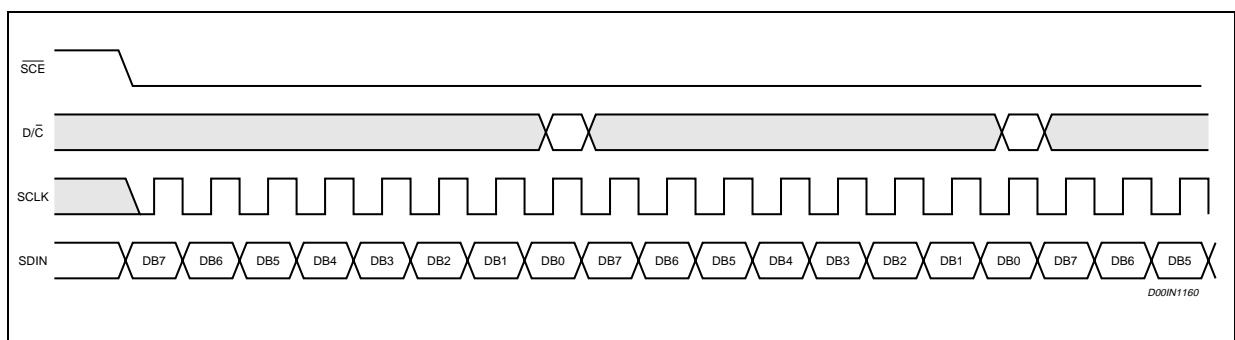 S̅C̅E̅
D/C̅
SCLK
SDIN DB7 DB6 DB5 DB4 DB3 DB2 DB1 DB0 DB7 DB6 DB5 DB4 DB3 DB2 DB1 DB0 DB7 DB6 DB5
D00IN1160